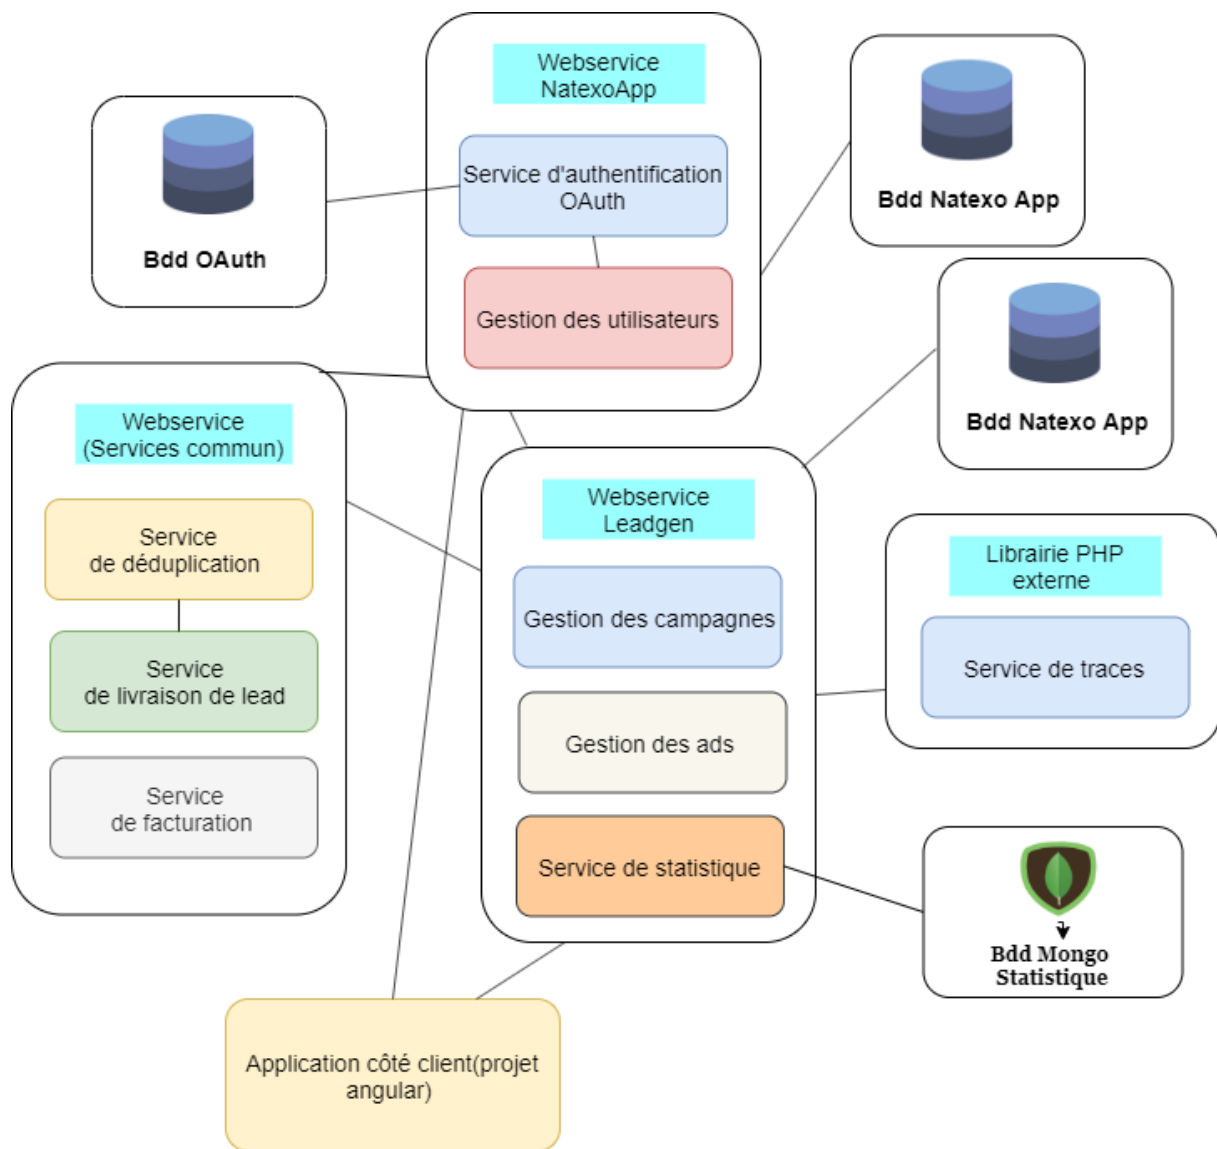 Webservice
NatexoApp
Service d'authentification
OAuth
Gestion des utilisateurs
Bdd OAuth
Bdd Natexo App
Bdd Natexo App
Webservice
(Services commun)
Service
de déduplication
Service
de livraison de lead
Service
de facturation
Webservice
Leadgen
Gestion des campagnes
Gestion des ads
Service de statistique
Librairie PHP
externe
Service de traces
Bdd Mongo
Statistique
Application côté client(projet
angular)